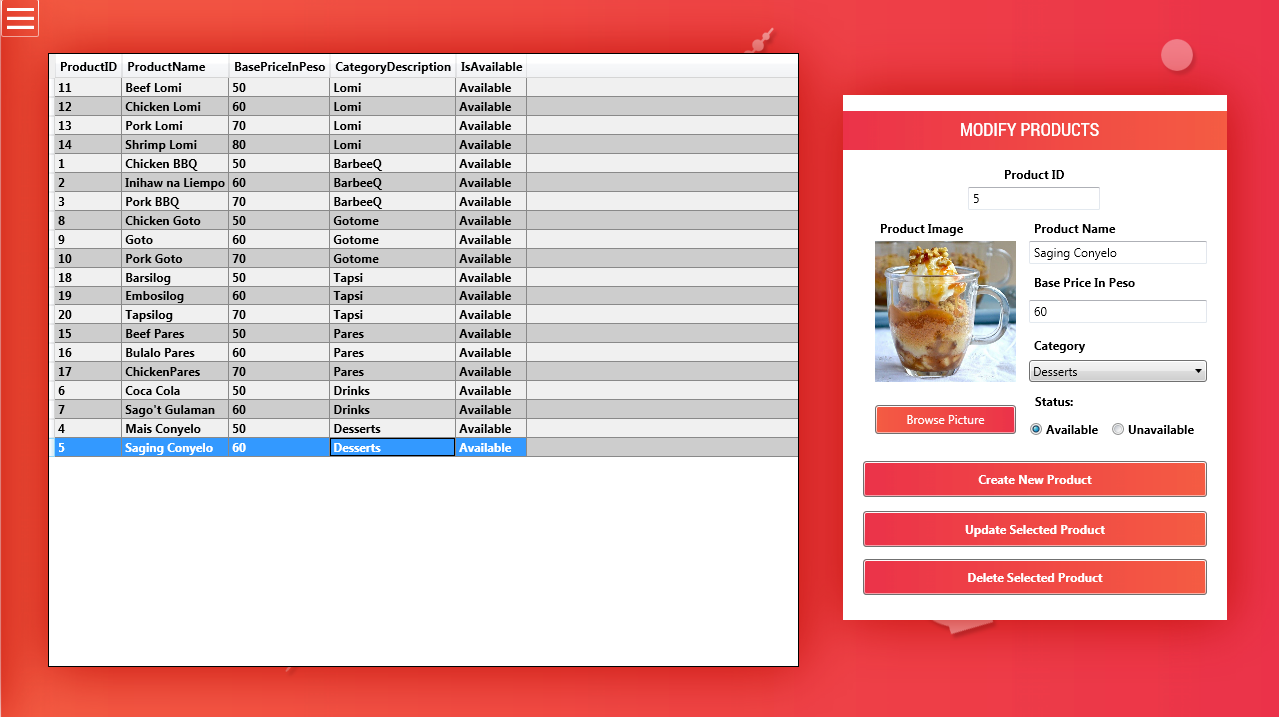 ProductID ProductName BasePriceInPeso CategoryDescription IsAvailable
11 Beef Lomi 50 Lomi Available
12 Chicken Lomi 60 Lomi Available
13 Pork Lomi 70 Lomi Available
14 Shrimp Lomi 80 Lomi Available
1 Chicken BBQ 50 BarbeeQ Available
2 Inihaw na Liempo 60 BarbeeQ Available
3 Pork BBQ 70 BarbeeQ Available
8 Chicken Goto 50 Gotome Available
9 Goto 60 Gotome Available
10 Pork Goto 70 Gotome Available
18 Barsilog 50 Tapsi Available
19 Embosilog 60 Tapsi Available
20 Tapsilog 70 Tapsi Available
15 Beef Pares 50 Pares Available
16 Bulalo Pares 60 Pares Available
17 ChickenPares 70 Pares Available
6 Coca Cola 50 Drinks Available
7 Sago't Gulaman 60 Drinks Available
4 Mais Conyelo 50 Desserts Available
5 Saging Conyelo 60 Desserts Available
MODIFY PRODUCTS
Product ID
5
Product Image
Product Name
Saging Conyelo
Base Price In Peso
60
Category
Desserts
Status:
Browse Picture
Available Unavailable
Create New Product
Update Selected Product
Delete Selected Product